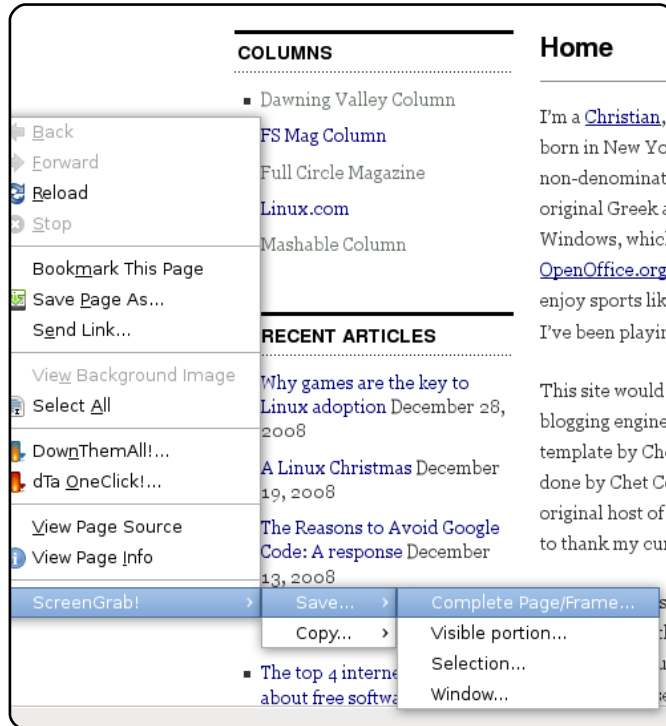 COLUMNS
Dawning Valley Column
FS Mag Column
Full Circle Magazine
Linux.com
Mashable Column
RECENT ARTICLES
Why games are the key to
Linux adoption December 28,
2008
A Linux Christmas December
19, 2008
The Reasons to Avoid Google
Code: A response December
13, 2008
The top 4 interne
about free softwa
Home
I'm a Christian,
born in New Yo
non-denominat
original Greek a
Windows, which
OpenOffice.org
enjoy sports lik
I've been playin
This site would
blogging engine
template by Che
done by Chet Co
original host of
to thank my cur
Back
Forward
Reload
Stop
Bookmark This Page
Save Page As...
Send Link...
View Background Image
Select All
DownThemAll!...
dTa OneClick!...
View Page Source
View Page Info
ScreenGrab!
Save...
Copy...
Complete Page/Frame...
Visible portion...
Selection...
Window...